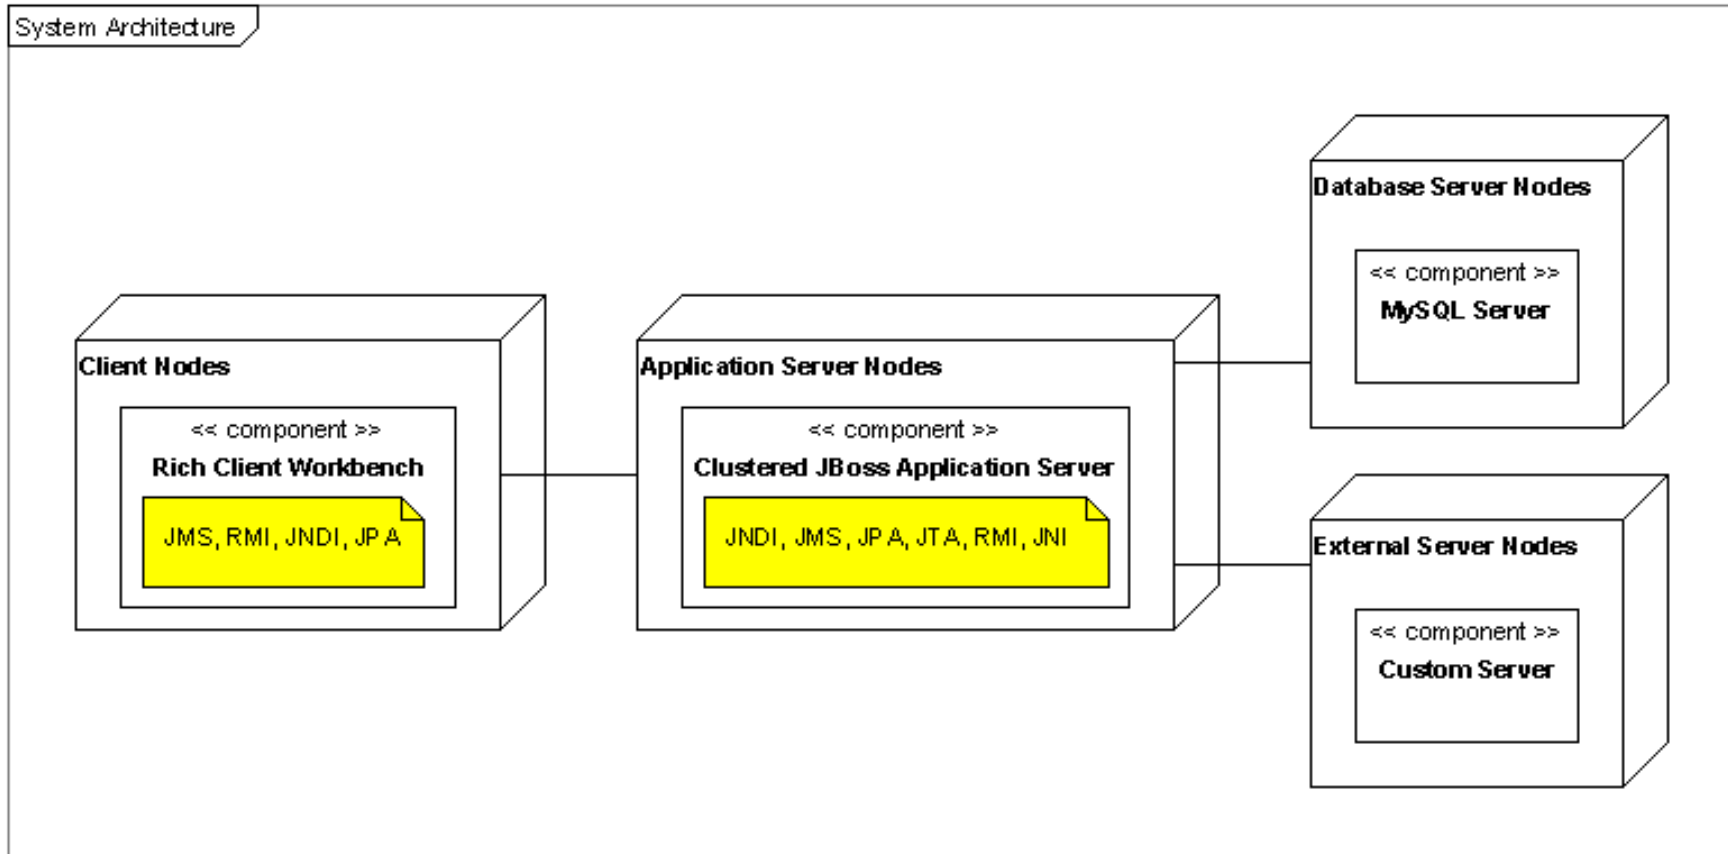 System Architecture
Client Nodes
<< component >>
Rich Client Workbench
JMS, RMI, JNDI, JPA
Application Server Nodes
<< component >>
Clustered JBoss Application Server
JNDI, JMS, JPA, JTA, RMI, JNI
Database Server Nodes
<< component >>
MySQL Server
External Server Nodes
<< component >>
Custom Server